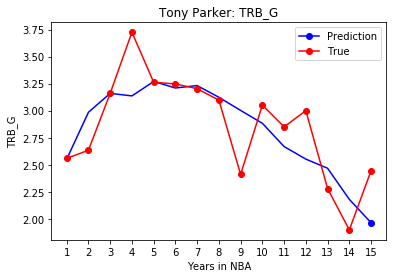 Tony Parker: TRB_G
Prediction
True
3.75
3.50
3.25
3.00
2.75
2.50
2.25
2.00
TRB_G
1 2 3 4 5 6 7 8 9 10 11 12 13 14 15
Years in NBA